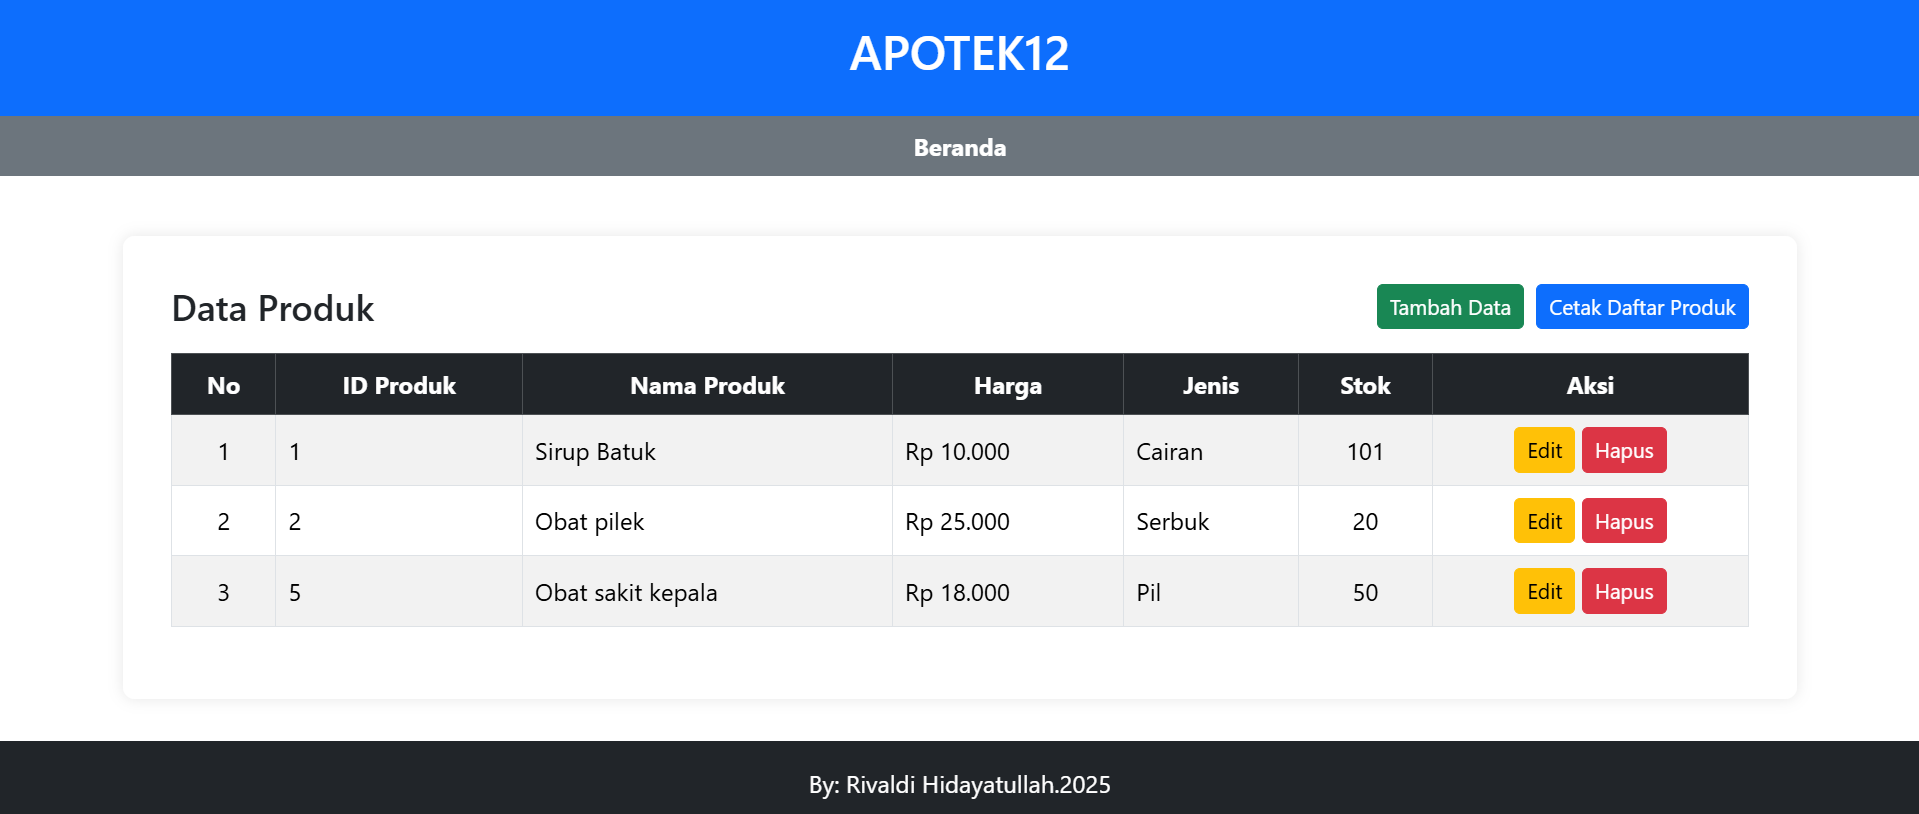 APOTEK12
Beranda
Data Produk
Tambah Data Cetak Daftar Produk
No ID Produk Nama Produk Harga Jenis Stok Aksi
1 1 Sirup Batuk Rp 10.000 Cairan 101 Edit Hapus
2 2 Obat pilek Rp 25.000 Serbuk 20 Edit Hapus
3 5 Obat sakit kepala Rp 18.000 Pil 50 Edit Hapus
By: Rivaldi Hidayatullah.2025